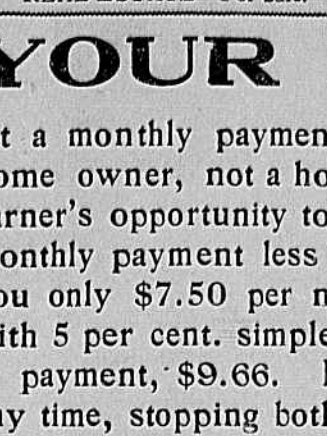 YOUR
t a monthly paymen
ome owner, not a ho
arner's opportunity to
onthly payment less
ou only $7.50 per m
ith 5 per cent. simple
payment, $9.66.
ny time, stopping both